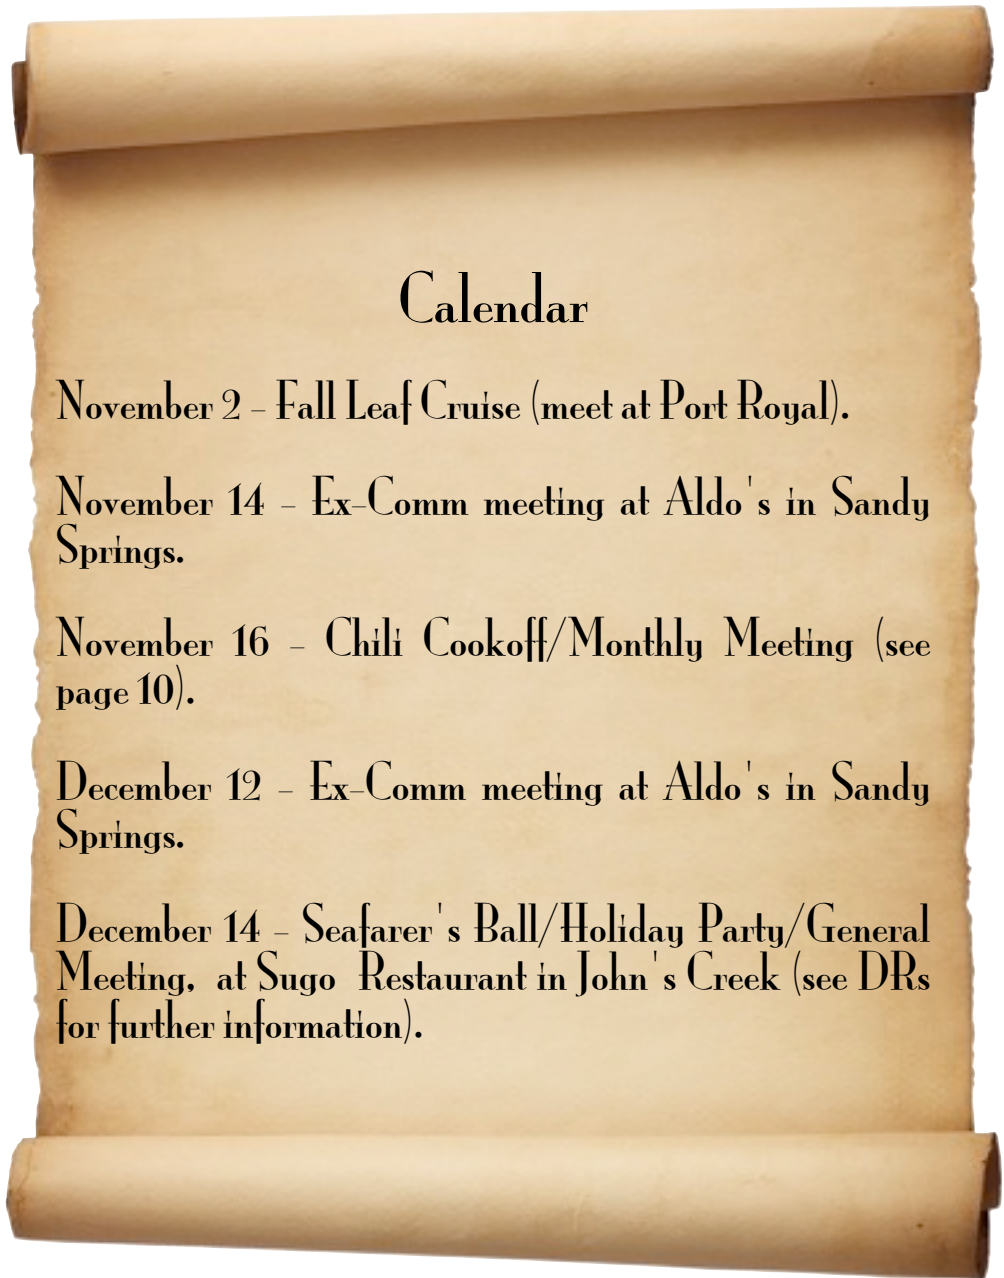 Calendar
November 2 – Fall Leaf Cruise (meet at Port Royal).
November 14 – Ex-Comm meeting at Aldo's in Sandy
Springs.
November 16 – Chili Cookoff/Monthly Meeting (see
page 10).
December 12 – Ex-Comm meeting at Aldo's in Sandy
Springs.
December 14 – Seafarer's Ball/Holiday Party/General
Meeting, at Sugo Restaurant in John's Creek (see DRs
for further information).